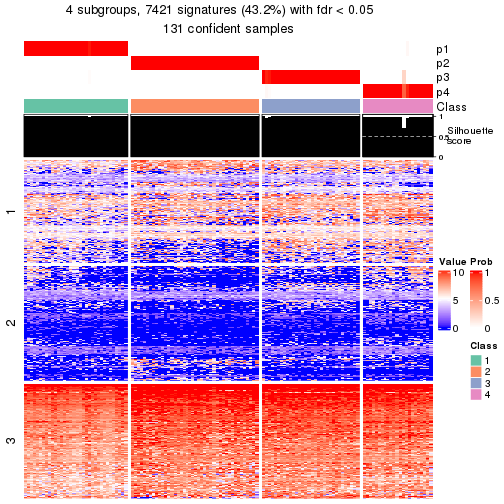 4 subgroups, 7421 signatures (43.2%) with fdr < 0.05
131 confident samples
p1
p2
p3
p4
Class
1
0.5
0
Silhouette
score
1
2
3
Value
10
5
0
Prob
1
0.5
0
Class
1
2
3
4